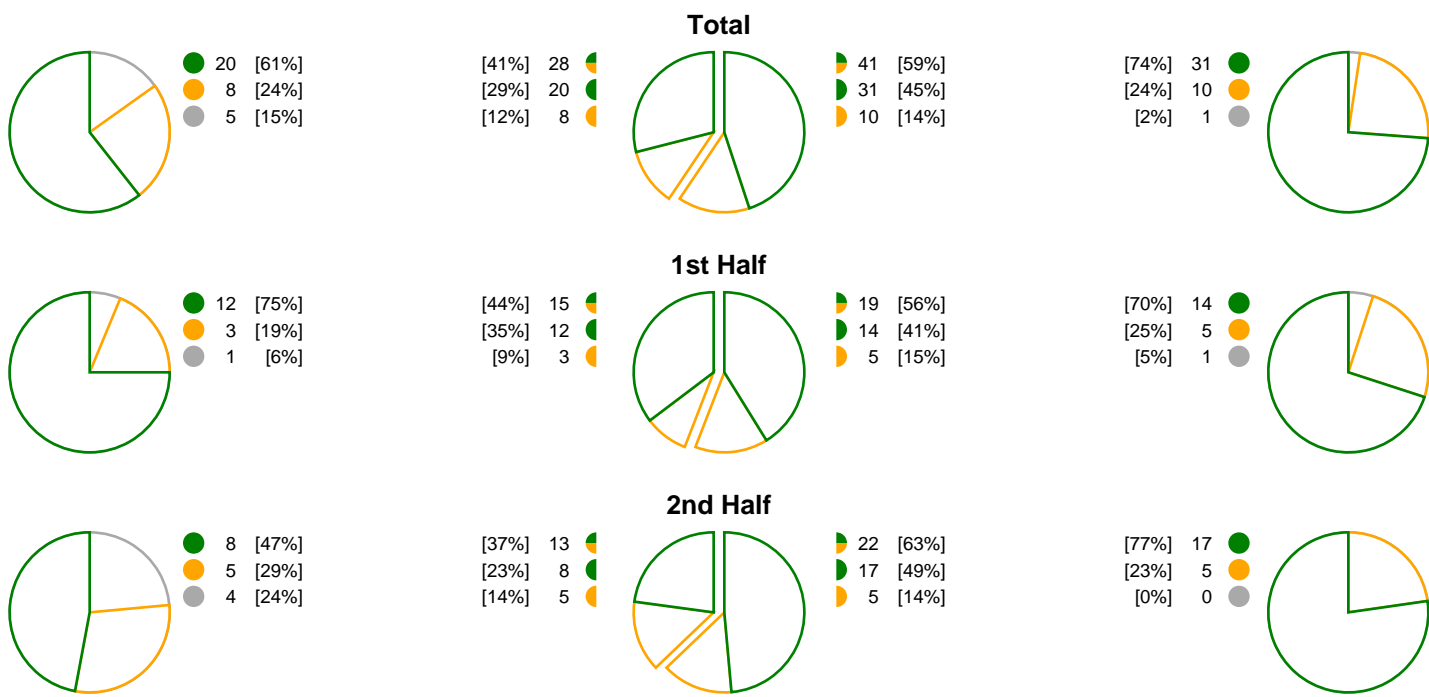 Total
20 [61%] [41%] 28 41 [59%] [74%] 31
8 [24%] [29%] 20 31 [45%] [24%] 10
5 [15%] [12%] 8 10 [14%] [2%] 1
1st Half
12 [75%] [44%] 15 19 [56%] [70%] 14
3 [19%] [35%] 12 14 [41%] [25%] 5
1 [6%] [9%] 3 5 [15%] [5%] 1
2nd Half
8 [47%] [37%] 13 22 [63%] [77%] 17
5 [29%] [23%] 8 17 [49%] [23%] 5
4 [24%] [14%] 5 5 [14%] [0%] 0